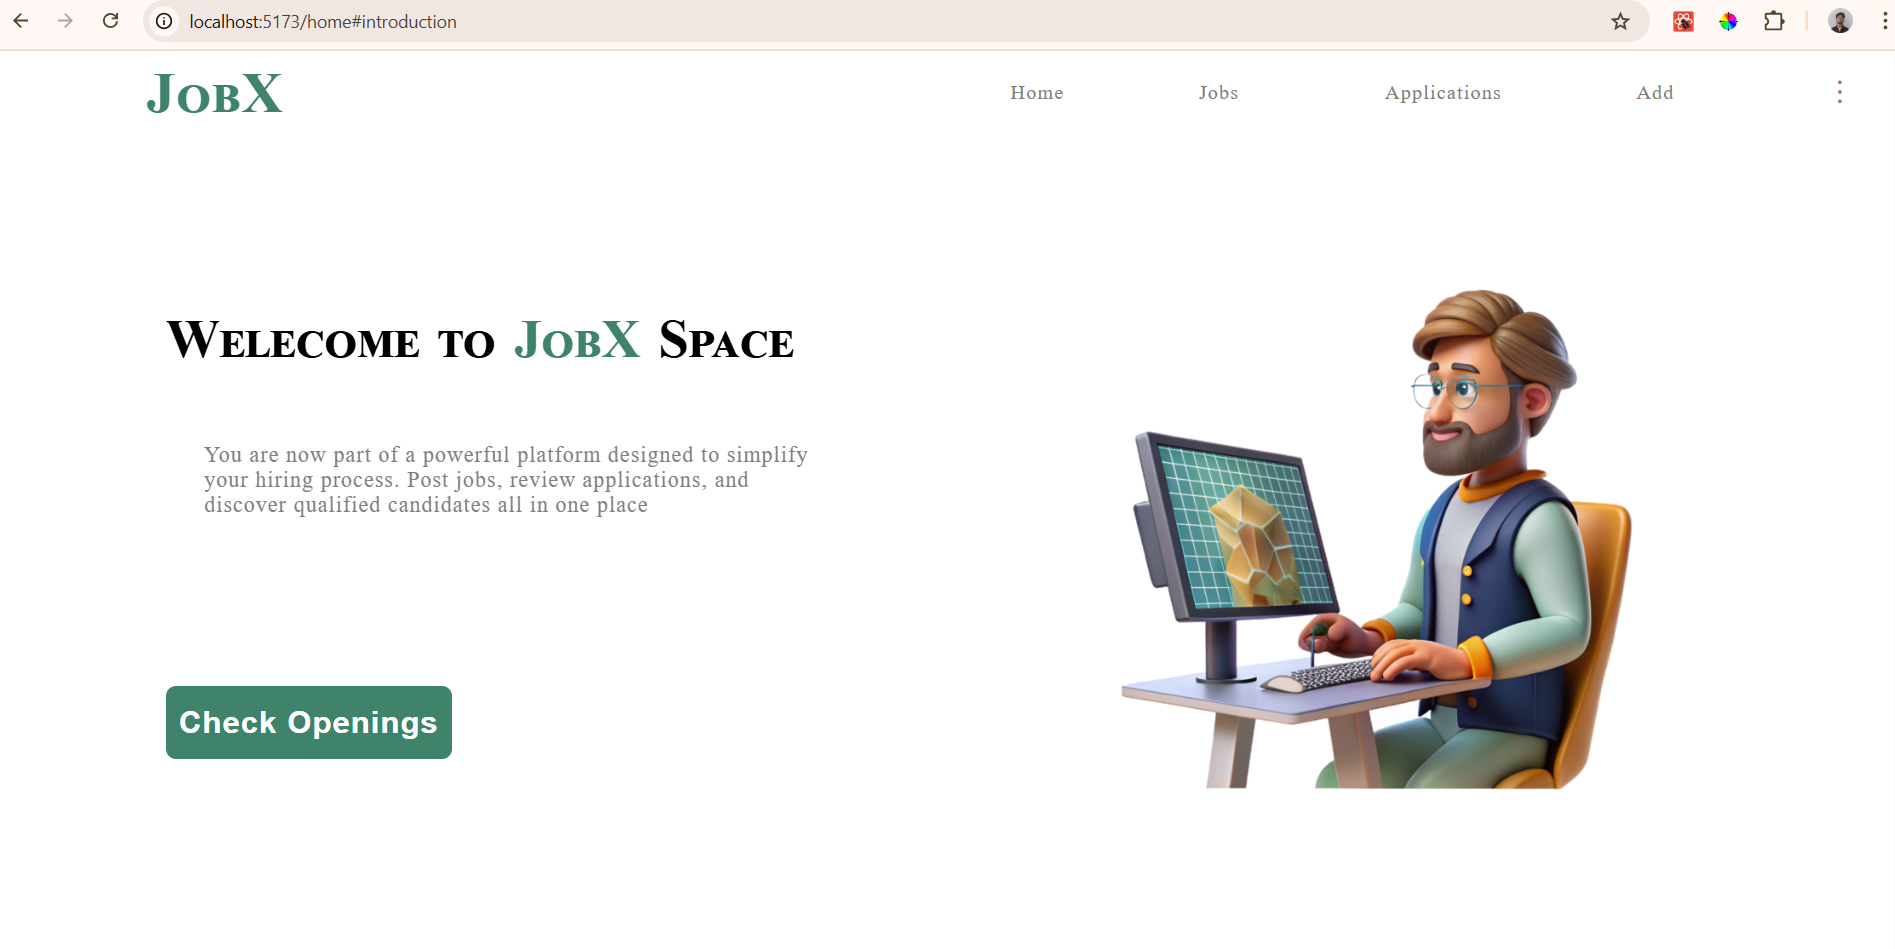 localhost:5173/home#introduction
JobX
Home Jobs Applications Add
Welecome to JobX Space
You are now part of a powerful platform designed to simplify
your hiring process. Post jobs, review applications, and
discover qualified candidates all in one place
Check Openings